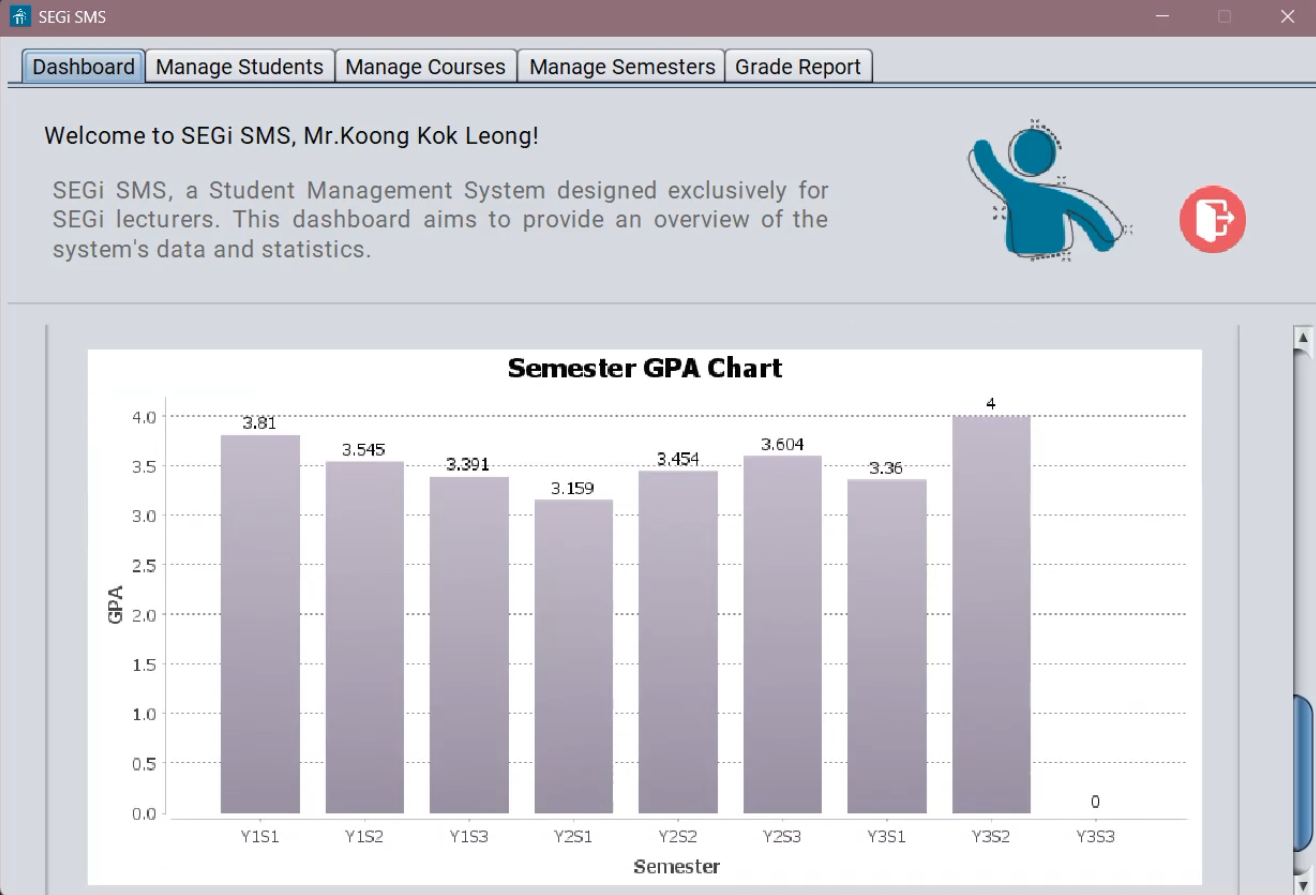 SEGi SMS
Dashboard
Manage Students
Manage Courses
Manage Semesters
Grade Report
Welcome to SEGi SMS, Mr.Koong Kok Leong!
SEGi SMS, a Student Management System designed exclusively for
SEGi lecturers. This dashboard aims to provide an overview of the
system's data and statistics.
Semester GPA Chart
GPA
4.0
3.5
3.0
2.5
2.0
1.5
1.0
0.5
0.0
3.81
3.545
3.391
3.159
3.454
3.604
3.36
4
0
Y1S1
Y1S2
Y1S3
Y2S1
Y2S2
Y2S3
Y3S1
Y3S2
Y3S3
Semester